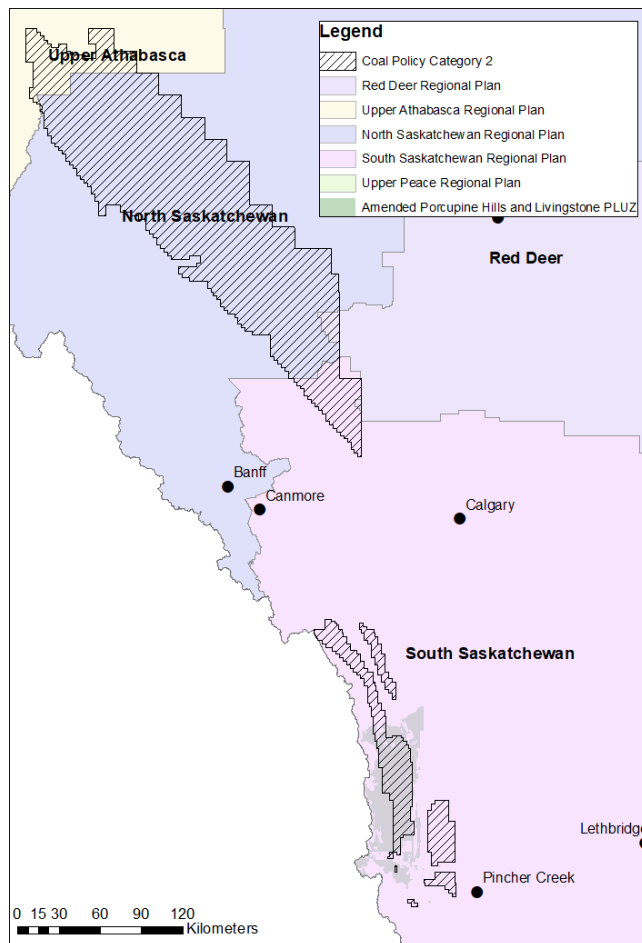 Legend
Coal Policy Category 2
Red Deer Regional Plan
Upper Athabasca Regional Plan
North Saskatchewan Regional Plan
South Saskatchewan Regional Plan
Upper Peace Regional Plan
Amended Porcupine Hills and Livingstone PLUZ
Upper Athabasca
North Saskatchewan
Red Deer
Banff
Canmore
Calgary
South Saskatchewan
Lethbridge
Pincher Creek
0 15 30 60 90 120
Kilometers